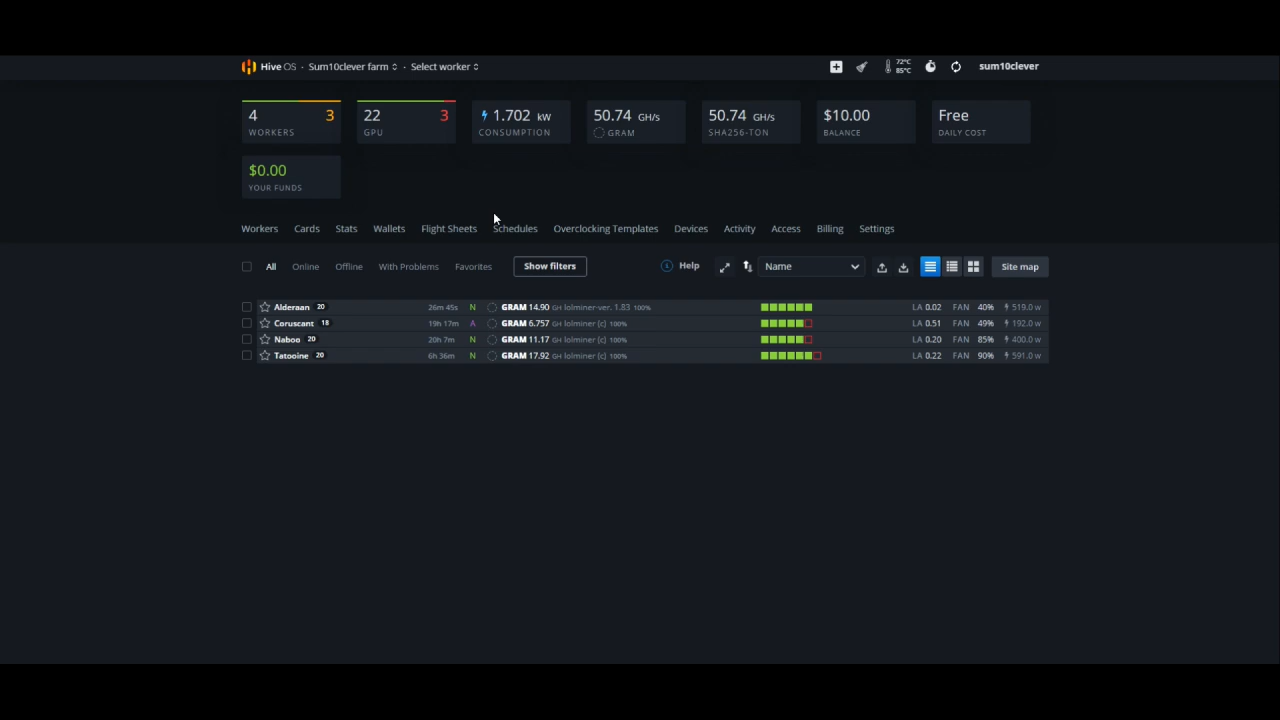 Hive OS · Sum10clever farm · Select worker 72°C 85°C sum10clever
4 3 22 3 1.702 kW 50.74 GH/s 50.74 GH/s $10.00 Free
WORKERS GPU CONSUMPTION GRAM SHA256-TON BALANCE DAILY COST
$0.00
YOUR FUNDS
Workers Cards Stats Wallets Flight Sheets Schedules Overclocking Templates Devices Activity Access Billing Settings
All Online Offline With Problems Favorites Show filters Help Name Site map
Alderaan 20 26m 45s N GRAM 14.90 GH lolminer-ver. 1.83 100% LA 0.02 FAN 40% 519.0 w
Coruscant 18 19h 17m A GRAM 6.757 GH lolminer (c) 100% LA 0.51 FAN 49% 192.0 w
Naboo 20 20h 7m N GRAM 11.17 GH lolminer (c) 100% LA 0.20 FAN 85% 400.0 w
Tatooine 20 6h 36m N GRAM 17.92 GH lolminer (c) 100% LA 0.22 FAN 90% 591.0 w